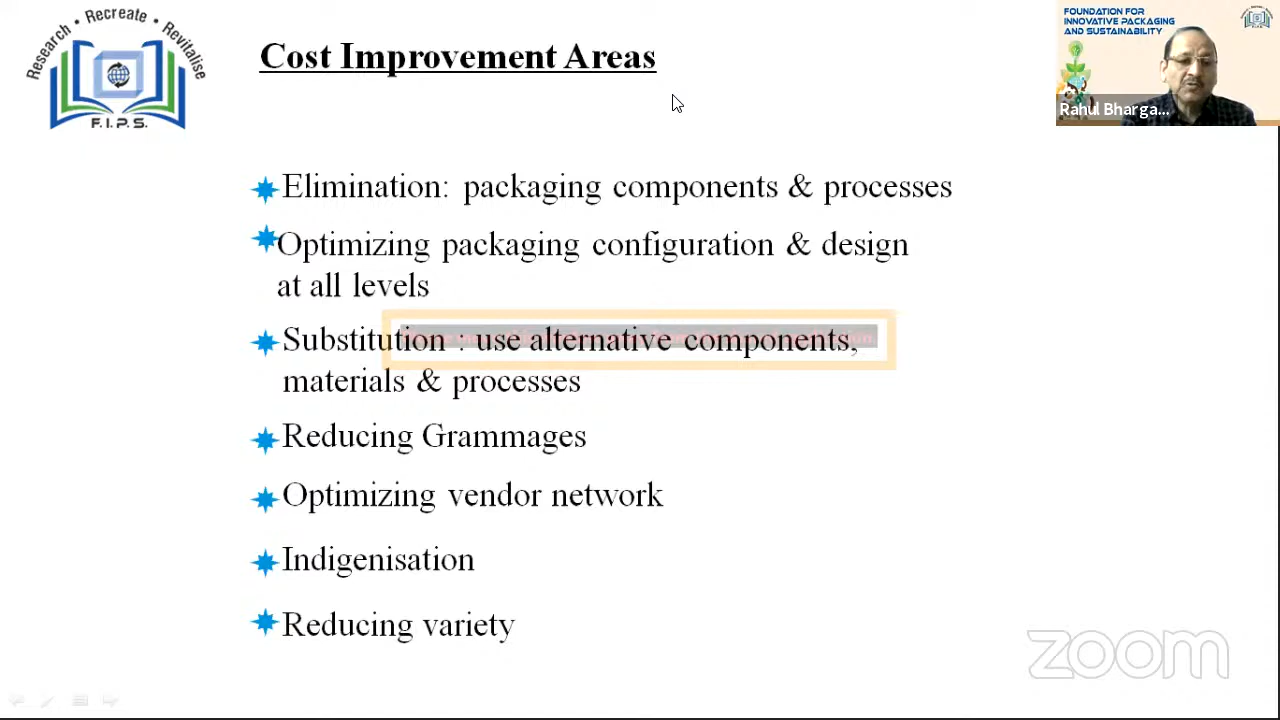 Research • Recreate • Revitalise
F.I.P.S.
Cost Improvement Areas
FOUNDATION FOR
INNOVATIVE PACKAGING
AND SUSTAINABILITY
Rahul Bharga...
Elimination: packaging components & processes
Optimizing packaging configuration & design
at all levels
Substitution : use alternative components,
materials & processes
Reducing Grammages
Optimizing vendor network
Indigenisation
Reducing variety
zoom